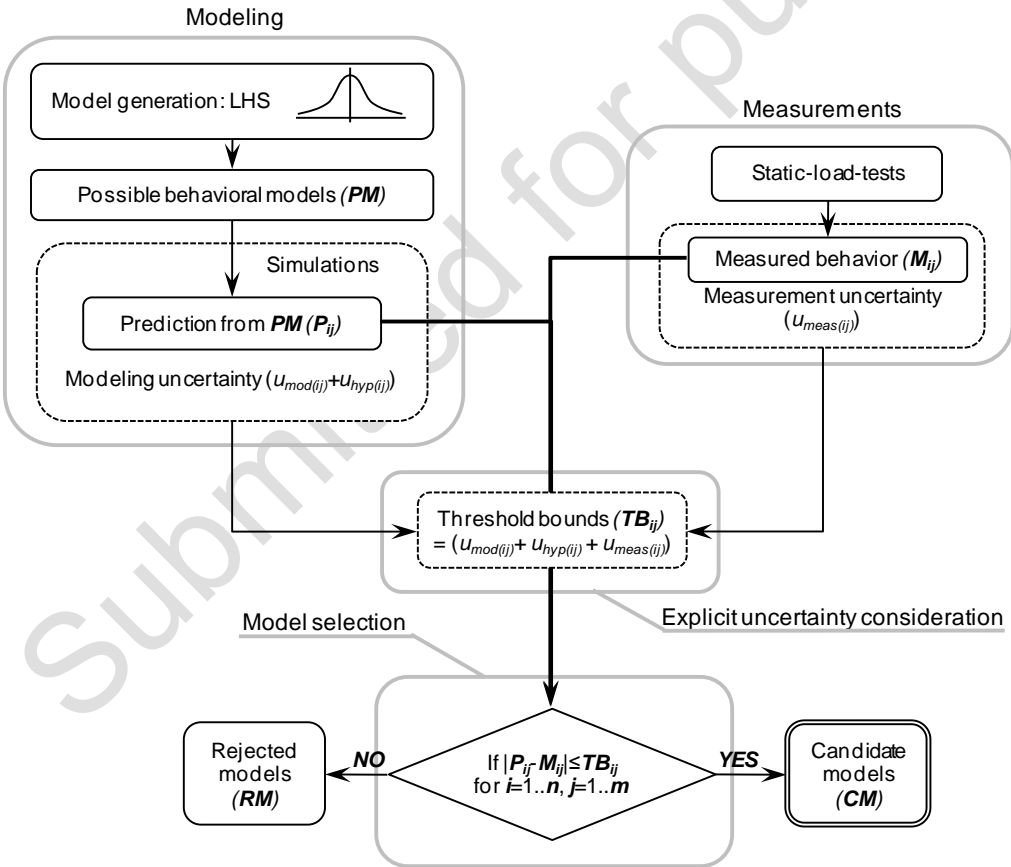 Modeling
Model generation: LHS
Possible behavioral models (PM)
Simulations
Prediction from PM (Pij)
Modeling uncertainty (umod(ij)+uhyp(ij))
Measurements
Static-load-tests
Measured behavior (Mij)
Measurement uncertainty
(umeas(ij))
Threshold bounds (TBij)
= (umod(ij)+ uhyp(ij) + umeas(ij))
Explicit uncertainty consideration
Model selection
If |Pij-Mij|≤TBij
for i=1..n, j=1..m
NO
Rejected
models
(RM)
YES
Candidate
models
(CM)
Submitted for pu